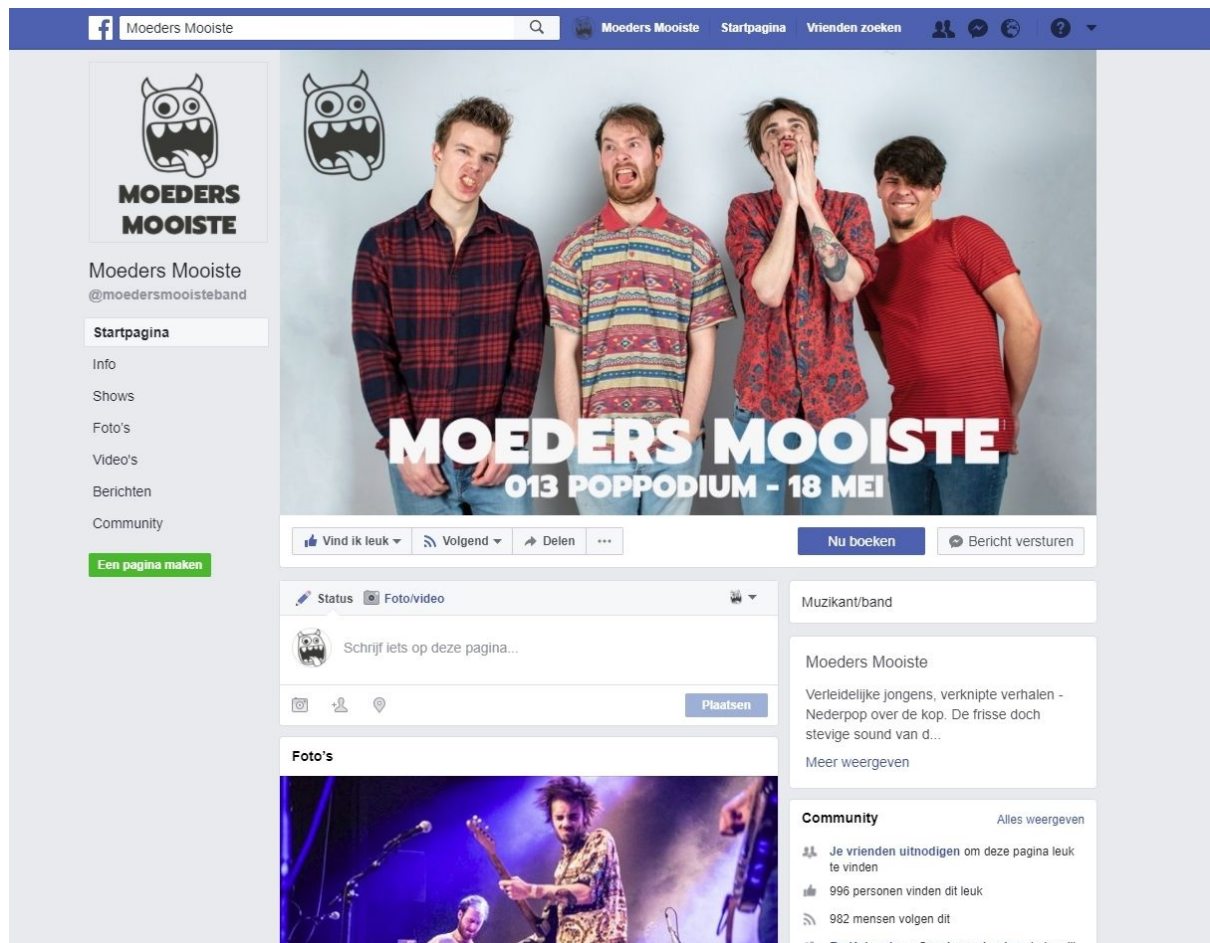 Moeders Mooiste
Moeders Mooiste
Startpagina
Vrienden zoeken
MOEDERS
MOOISTE
Moeders Mooiste
@moedersmooisteband
Startpagina
Info
Shows
Foto's
Video's
Berichten
Community
Een pagina maken
MOEDERS MOOISTE
013 POPPODIUM - 18 MEI
Vind ik leuk
Volgend
Delen
Nu boeken
Bericht versturen
Status
Foto/video
Schrijf iets op deze pagina...
Plaatsen
Foto's
Muzikant/band
Moeders Mooiste
Verleidelijke jongens, verknipte verhalen -
Nederpop over de kop. De frisse doch
stevige sound van d...
Meer weergeven
Community
Alles weergeven
Je vrienden uitnodigen om deze pagina leuk
te vinden
996 personen vinden dit leuk
982 mensen volgen dit